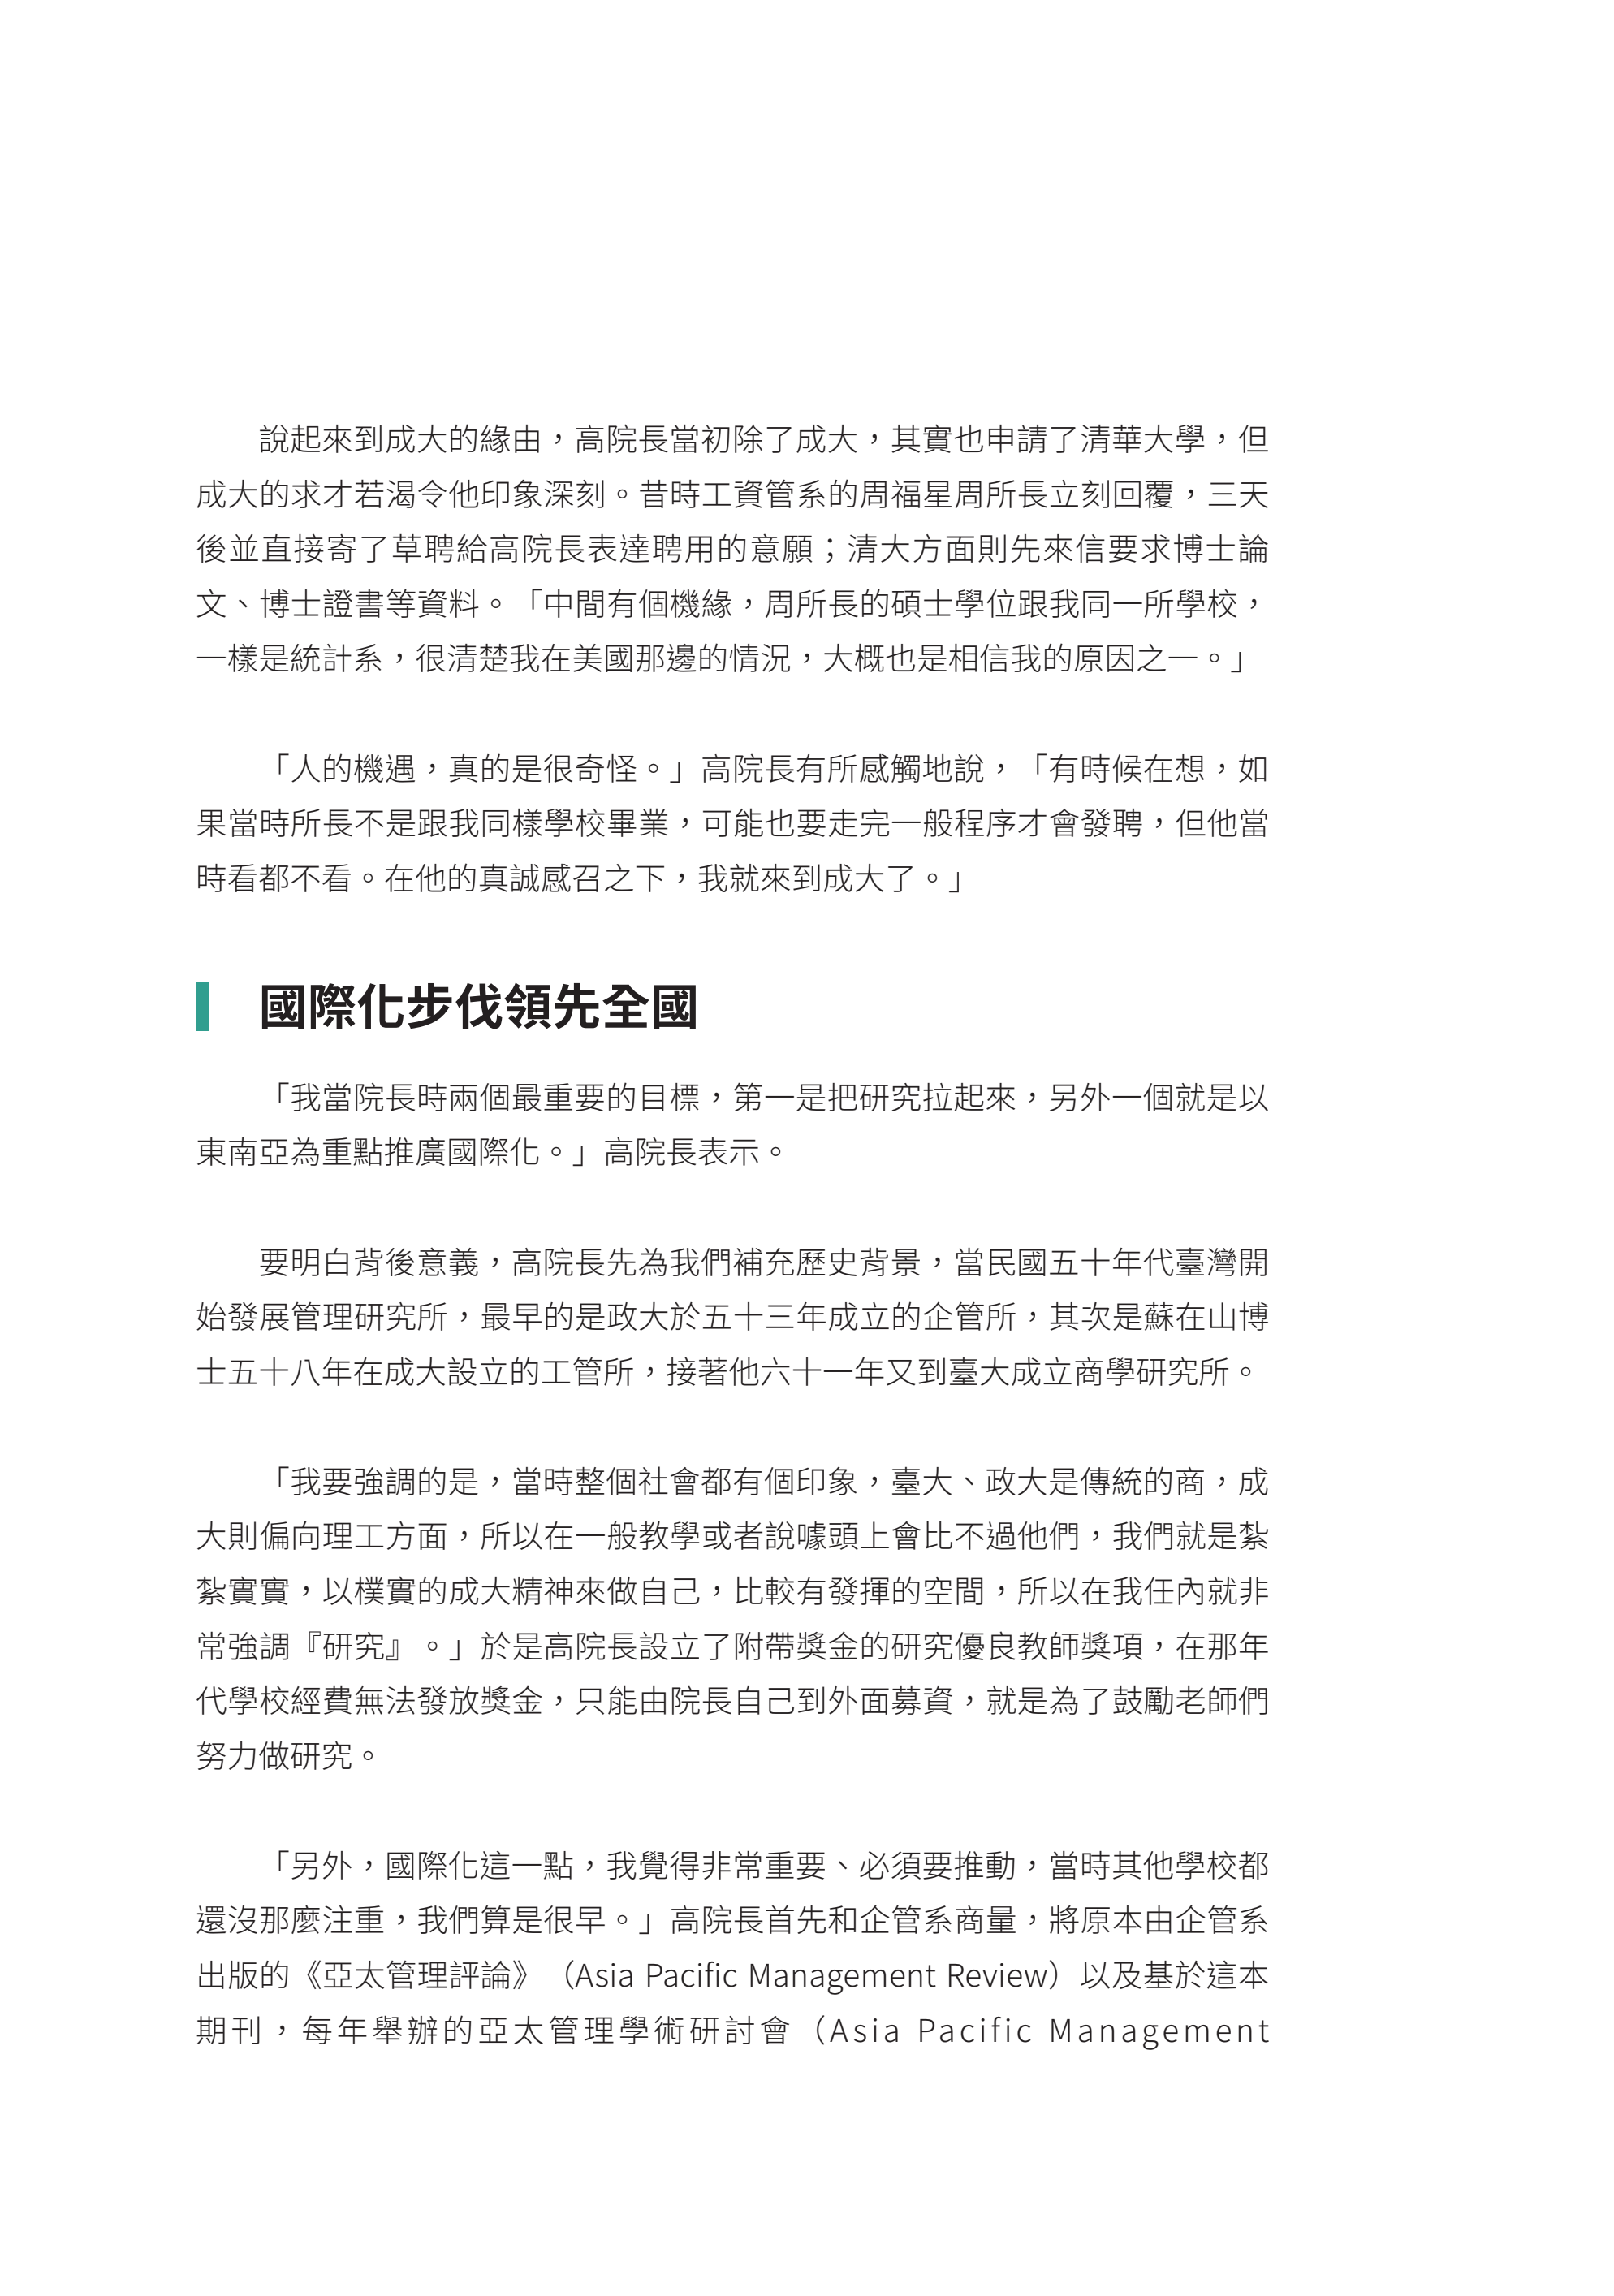 說起來到成大的緣由，高院長當初除了成大，其實也申請了清華大學，但
成大的求才若渴令他印象深刻。昔時工資管系的周福星周所長立刻回覆，三天
後並直接寄了草聘給高院長表達聘用的意願；清大方面則先來信要求博士論
文、博士證書等資料。「中間有個機緣，周所長的碩士學位跟我同一所學校，
一樣是統計系，很清楚我在美國那邊的情況，大概也是相信我的原因之一。」
「人的機遇，真的是很奇怪。」高院長有所感觸地說，「有時候在想，如
果當時所長不是跟我同樣學校畢業，可能也要走完一般程序才會發聘，但他當
時看都不看。在他的真誠感召之下，我就來到成大了。」
國際化步伐領先全國
「我當院長時兩個最重要的目標，第一是把研究拉起來，另外一個就是以
東南亞為重點推廣國際化。」高院長表示。
要明白背後意義，高院長先為我們補充歷史背景，當民國五十年代臺灣開
始發展管理研究所，最早的是政大於五十三年成立的企管所，其次是蘇在山博
士五十八年在成大設立的工管所，接著他六十一年又到臺大成立商學研究所。
「我要強調的是，當時整個社會都有個印象，臺大、政大是傳統的商，成
大則偏向理工方面，所以在一般教學或者說噱頭上會比不過他們，我們就是紮
紮實實，以樸實的成大精神來做自己，比較有發揮的空間，所以在我任內就非
常強調『研究』。」於是高院長設立了附帶獎金的研究優良教師獎項，在那年
代學校經費無法發放獎金，只能由院長自己到外面募資，就是為了鼓勵老師們
努力做研究。
「另外，國際化這一點，我覺得非常重要、必須要推動，當時其他學校都
還沒那麼注重，我們算是很早。」高院長首先和企管系商量，將原本由企管系
出版的《亞太管理評論》（Asia Pacific Management Review）以及基於這本
期刊，每年舉辦的亞太管理學術研討會（Asia Pacific Management